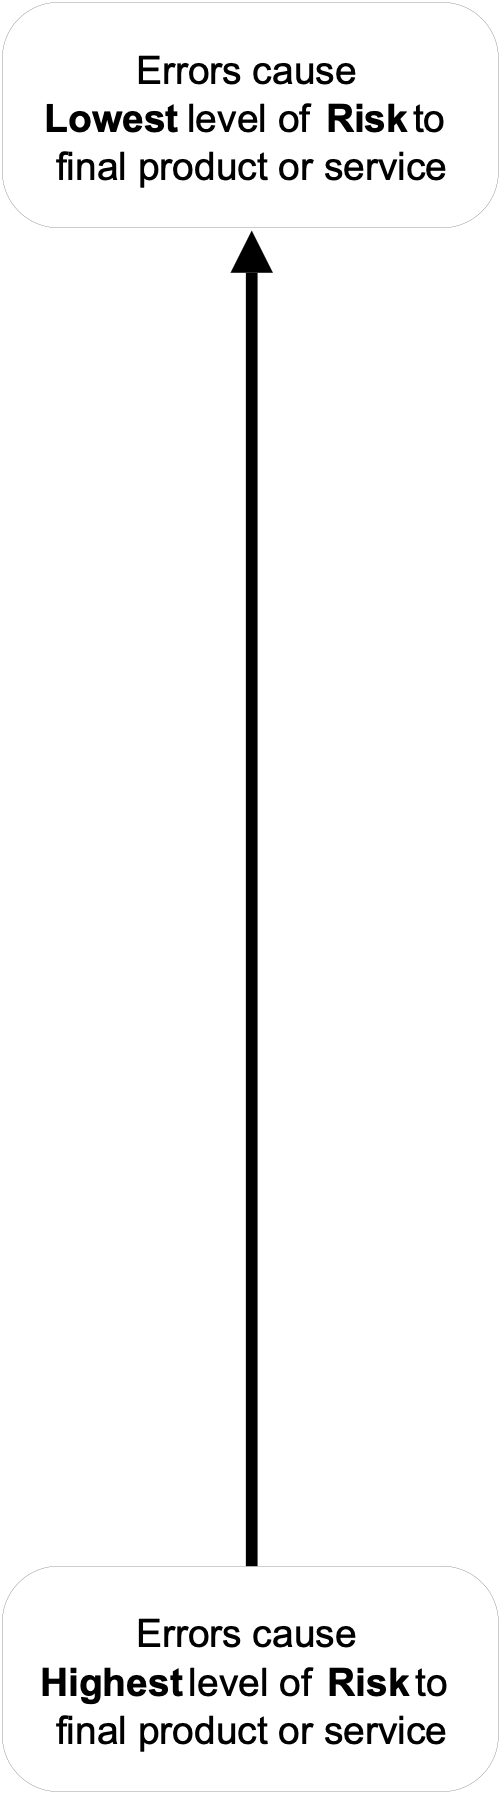 Errors cause
Lowest level of Risk to
final product or service
Errors cause
Highest level of Risk to
final product or service